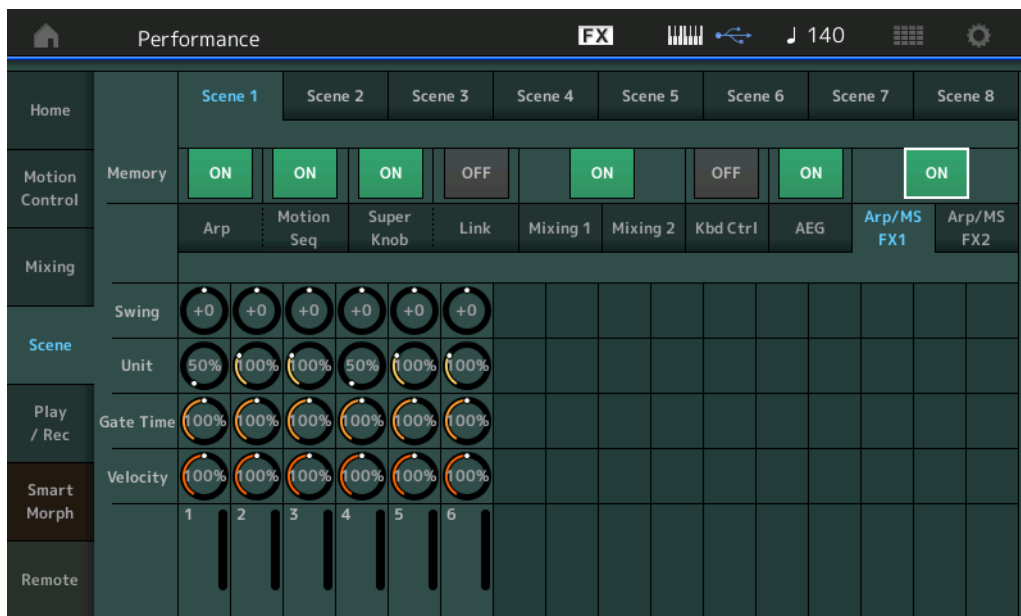 Performance FX 140
Home
Motion
Control
Mixing
Scene
Play
/ Rec
Smart
Morph
Remote
Scene 1 Scene 2 Scene 3 Scene 4 Scene 5 Scene 6 Scene 7 Scene 8
Memory ON ON ON OFF ON OFF ON ON
Arp
Motion
Seq
Super
Knob
Link
Mixing 1
Mixing 2
Kbd Ctrl
AEG
Arp/MS
FX1
Arp/MS
FX2
Swing +0 +0 +0 +0 +0 +0
Unit 50% 100% 100% 50% 100% 100%
Gate Time 100% 100% 100% 100% 100% 100%
Velocity 100% 100% 100% 100% 100% 100%
1 2 3 4 5 6